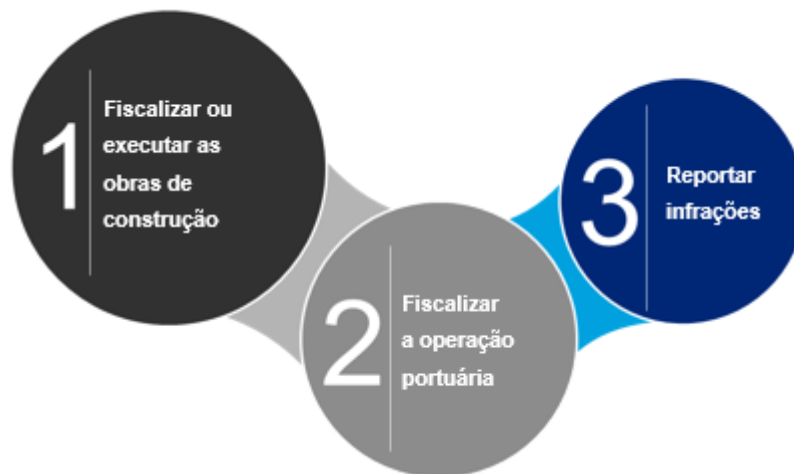 1
Fiscalizar ou
executar as
obras de
construção
2
Fiscalizar
a operação
portuária
3
Reportar
infrações